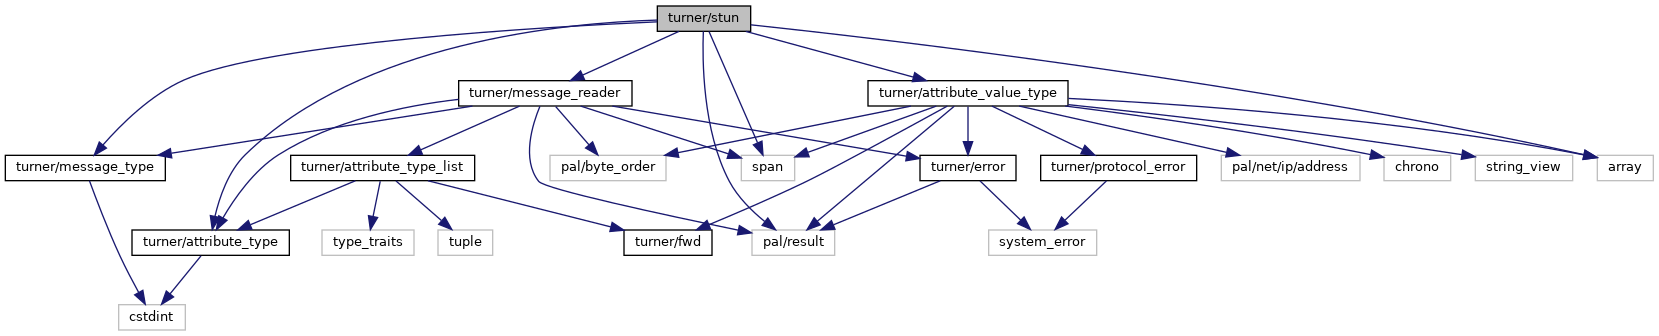 turner/stun
turner/message_reader
turner/attribute_value_type
turner/message_type
turner/attribute_type_list
pal/byte_order
span
turner/error
turner/protocol_error
pal/net/ip/address
chrono
string_view
array
turner/attribute_type
type_traits
tuple
turner/fwd
pal/result
system_error
cstdint